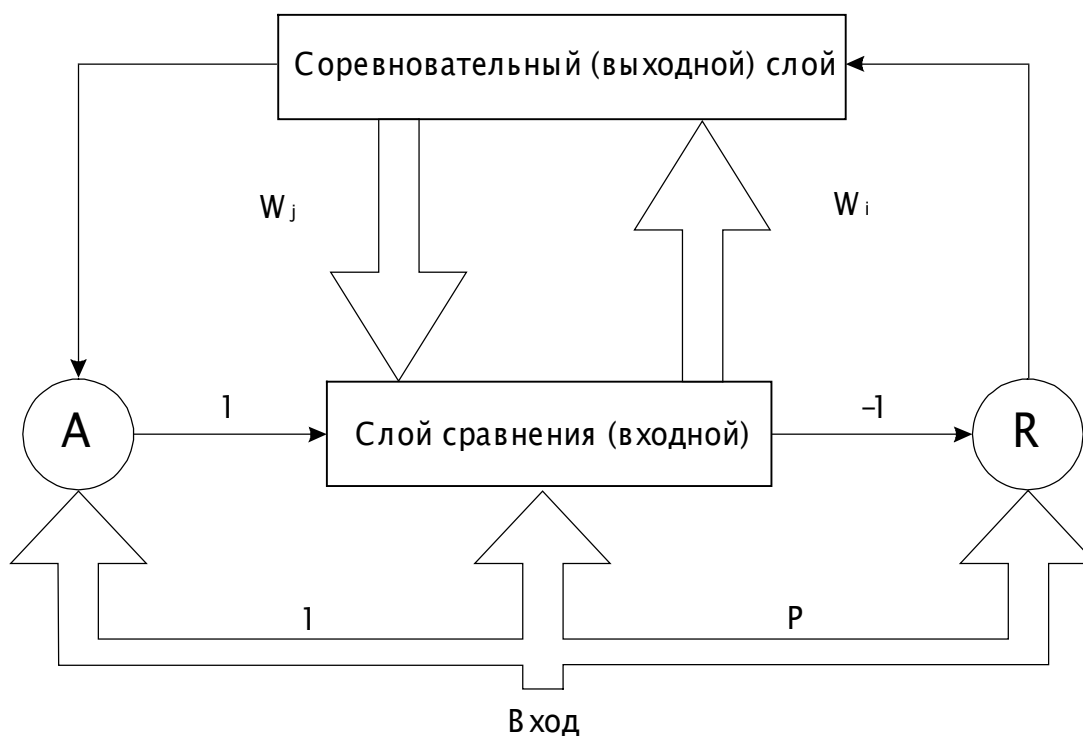 Соревновательный (выходной) слой
W j
W i
A
1
Слой сравнения (входной)
–1
R
1
P
Вход